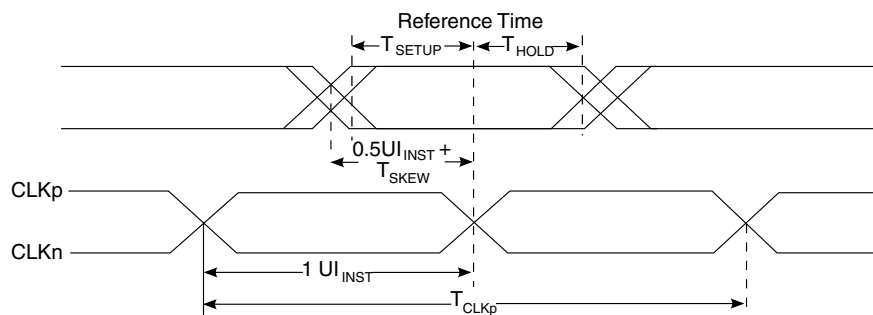 Reference Time
TSETUP THOLD
0.5UIINST +
TSKEW
CLKp
CLKn
1 UIINST
TCLKp